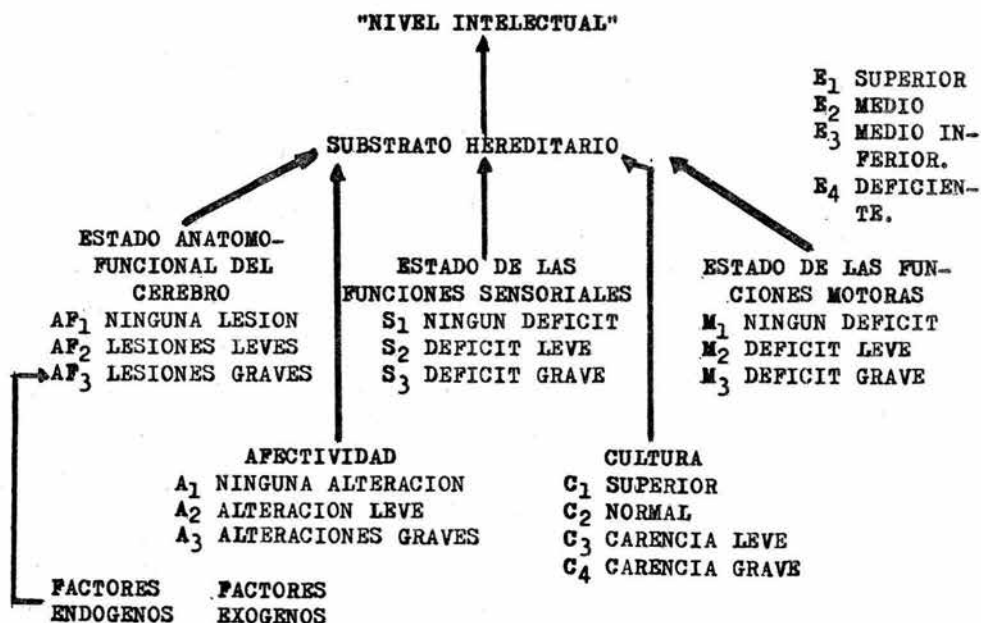 "NIVEL INTELECTUAL"
E1 SUPERIOR
E2 MEDIO
E3 MEDIO IN-
FERIOR.
E4 DEFICIEN-
TE.
SUBSTRATO HEREDITARIO
ESTADO ANATOMO-
FUNCIONAL DEL
CEREBRO
AF1 NINGUNA LESION
AF2 LESIONES LEVES
AF3 LESIONES GRAVES
ESTADO DE LAS
FUNCIONES SENSORIALES
S1 NINGUN DEFICIT
S2 DEFICIT LEVE
S3 DEFICIT GRAVE
ESTADO DE LAS FUN-
CIONES MOTORAS
M1 NINGUN DEFICIT
M2 DEFICIT LEVE
M3 DEFICIT GRAVE
AFECTIVIDAD
A1 NINGUNA ALTERACION
A2 ALTERACION LEVE
A3 ALTERACIONES GRAVES
CULTURA
C1 SUPERIOR
C2 NORMAL
C3 CARENCIA LEVE
C4 CARENCIA GRAVE
FACTORES
ENDOGENOS
FACTORES
EXOGENOS